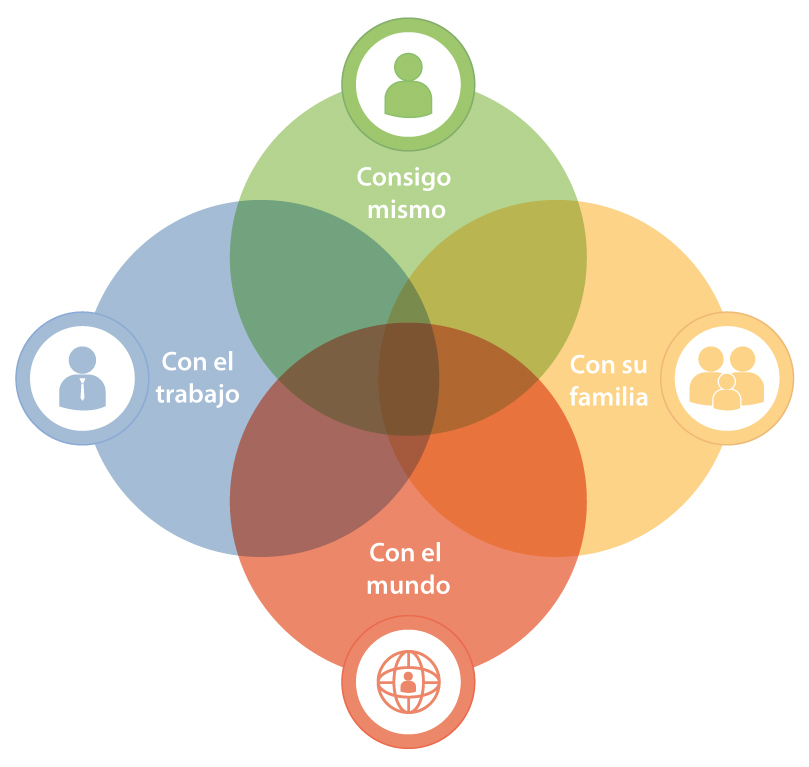 Consigo
mismo
Con el
trabajo
Con su
familia
Con el
mundo